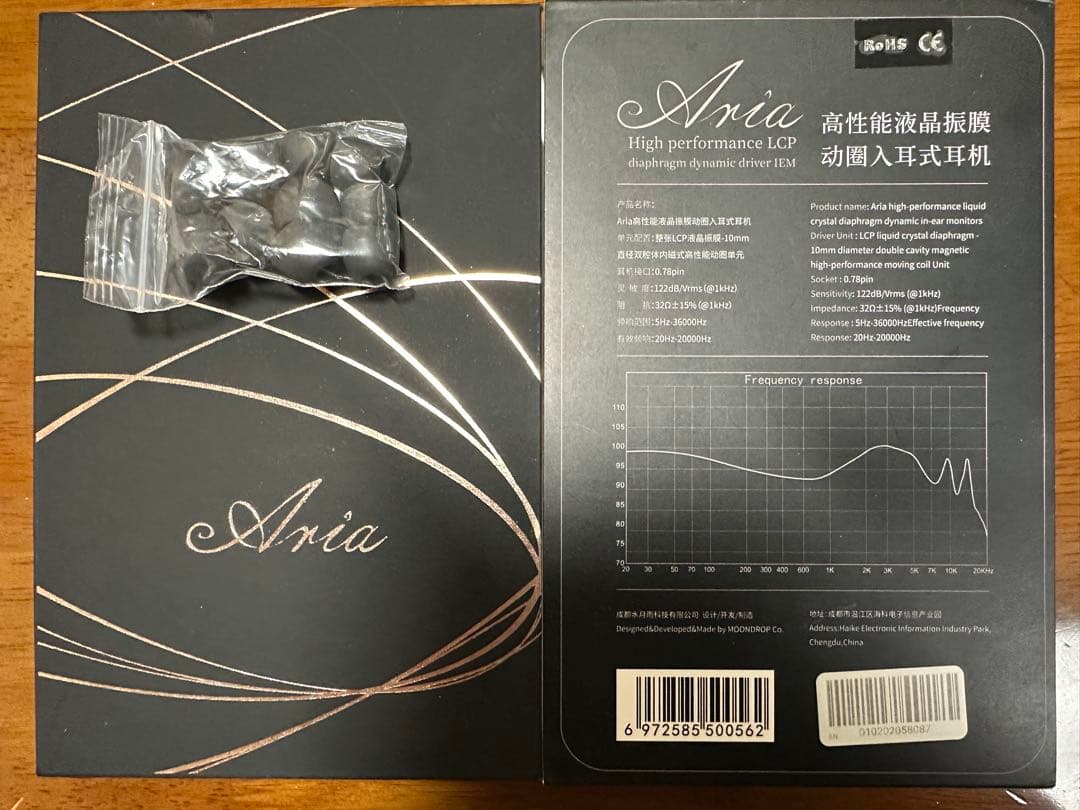 Aria
RoHS CE
Aria
High performance LCP
diaphragm dynamic driver IEM
高性能液晶振膜
动圈入耳式耳机
产品名称:
Aria高性能液晶振膜动圈入耳式耳机
单元配置:整张LCP液晶振膜-10mm
直径双腔体内磁式高性能动圈单元
耳机接口:0.78pin
灵 敏 度:122dB/Vrms (@1kHz)
阻 抗:32Ω±15% (@1kHz)
频响范围:5Hz-36000Hz
有效频响:20Hz-20000Hz
Product name: Aria high-performance liquid
crystal diaphragm dynamic in-ear monitors
Driver Unit : LCP liquid crystal diaphragm -
10mm diameter double cavity magnetic
high-performance moving coil Unit
Socket : 0.78pin
Sensitivity: 122dB/Vrms (@1kHz)
Impedance: 32Ω±15% (@1kHz)Frequency
Response : 5Hz-36000HzEffective frequency
Response: 20Hz-20000Hz
Frequency response
110
105
100
95
90
85
80
75
70
20 30 50 70 100 200 300 400 600 1K 2K 3K 5K 7K 10K 20KHz
成都水月雨科技有限公司 设计/开发/制造
Designed&Developed&Made by MOONDROP Co.
地址:成都市温江区海科电子信息产业园
Address:Haike Electronic Information Industry Park,
Chengdu,China
6 972585 500562
SN 010202058087